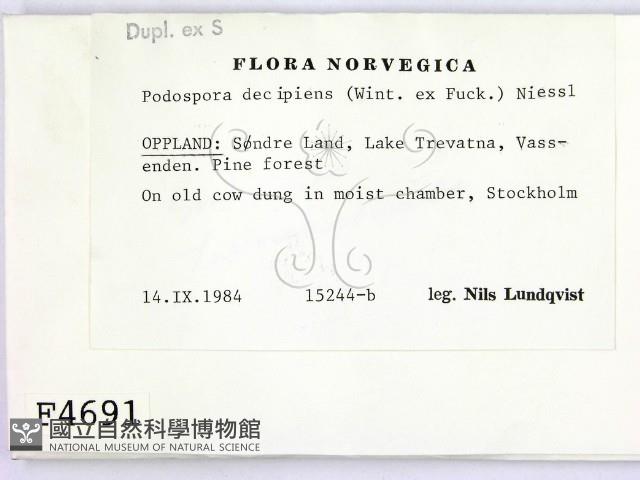 Dupl. ex S
FLORA NORVEGICA
Podospora decipiens (Wint. ex Fuck.) Niessl
OPPLAND: Søndre Land, Lake Trevatna, Vass-
enden. Pine forest
On old cow dung in moist chamber, Stockholm
14.IX.1984 15244-b leg. Nils Lundqvist
F4691
國立自然科學博物館
NATIONAL MUSEUM OF NATURAL SCIENCE